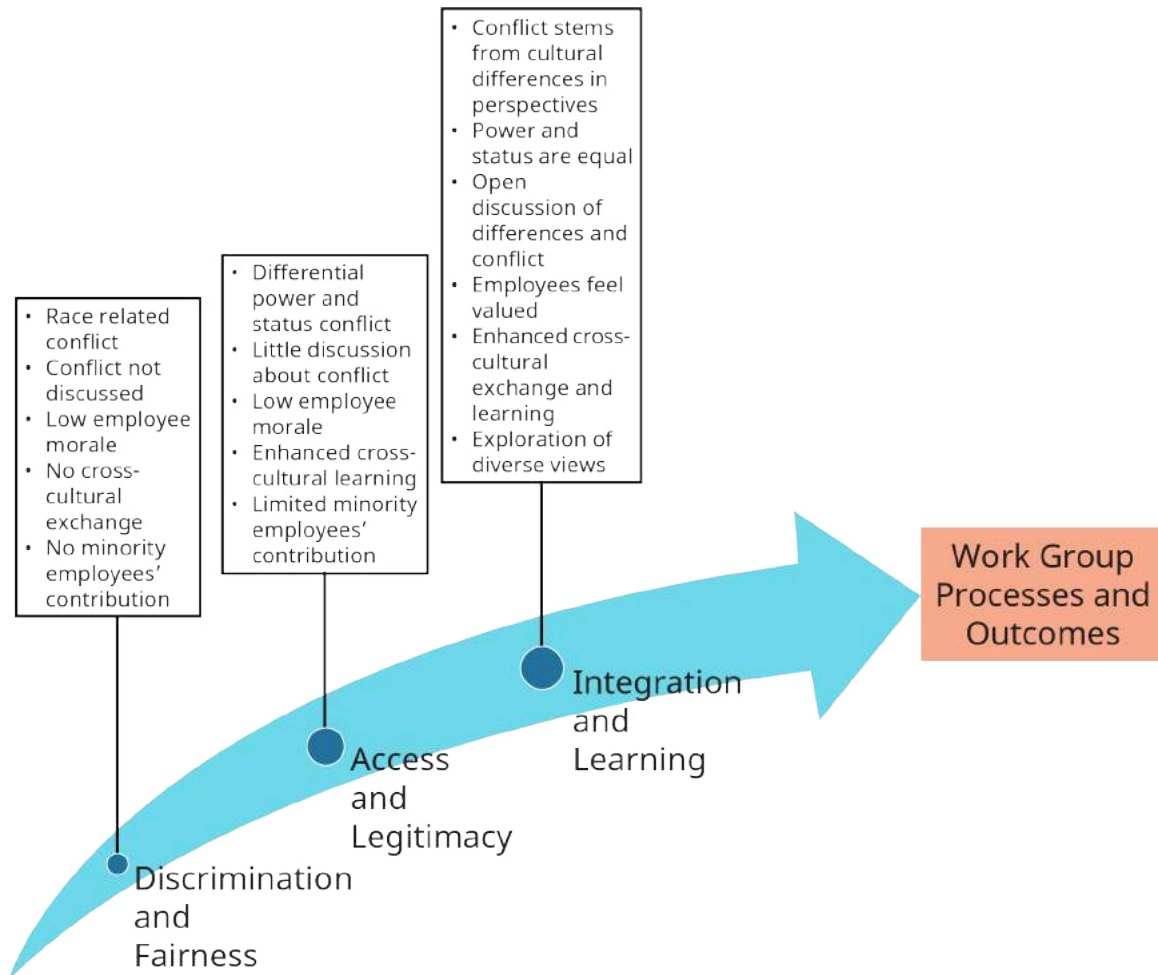 • Conflict stems
from cultural
differences in
perspectives
• Power and
status are equal
• Open
discussion of
differences and
conflict
• Employees feel
valued
• Enhanced cross-
cultural
exchange and
learning
• Exploration of
diverse views
• Differential
power and
status conflict
• Little discussion
about conflict
• Low employee
morale
• Enhanced cross-
cultural learning
• Limited minority
employees'
contribution
• Race related
conflict
• Conflict not
discussed
• Low employee
morale
• No cross-
cultural
exchange
• No minority
employees'
contribution
Work Group
Processes and
Outcomes
Integration
and
Learning
Access
and
Legitimacy
Discrimination
and
Fairness